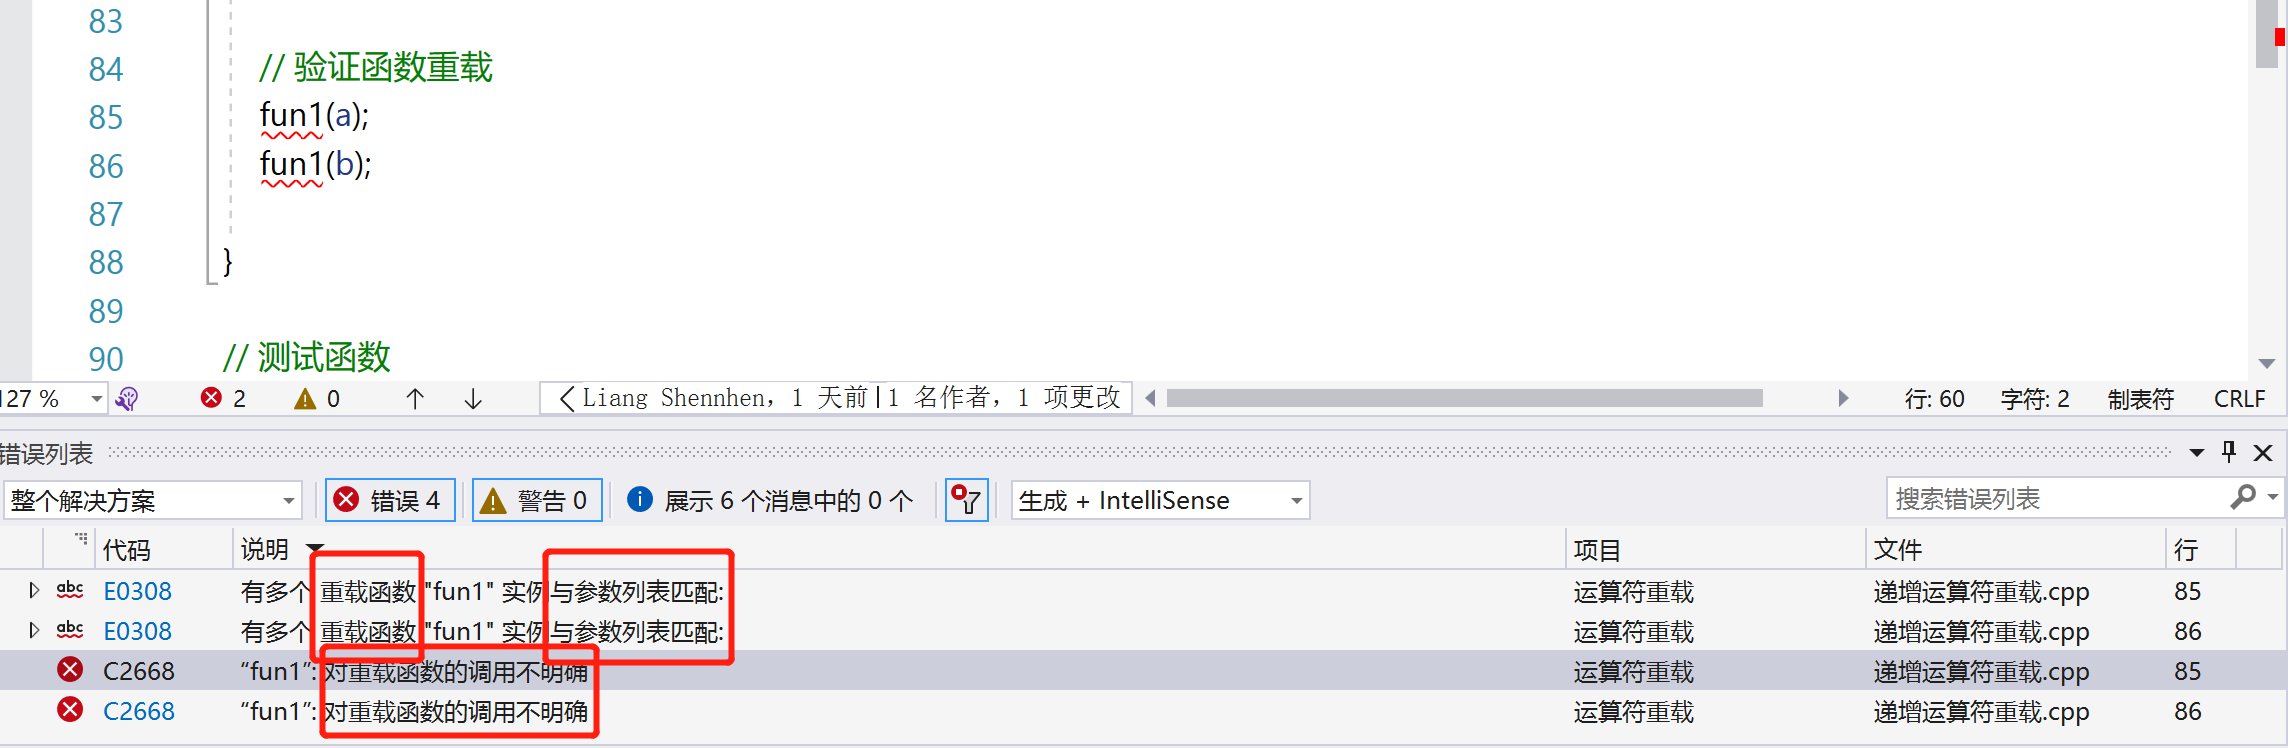 83
84 // 验证函数重载
85 fun1(a);
86 fun1(b);
87
88 }
89
90 // 测试函数
127 % 2 0 ↑ ↓ Liang Shennhen, 1 天前|1 名作者, 1 项更改 行: 60 字符: 2 制表符 CRLF
错误列表
整个解决方案 错误 4 警告 0 展示 6 个消息中的 0 个 生成 + IntelliSense 搜索错误列表
代码 说明 项目 文件 行
abc E0308 有多个 重载函数 "fun1" 实例与参数列表匹配: 运算符重载 递增运算符重载.cpp 85
abc E0308 有多个 重载函数 "fun1" 实例与参数列表匹配: 运算符重载 递增运算符重载.cpp 86
C2668 “fun1”: 对重载函数的调用不明确 运算符重载 递增运算符重载.cpp 85
C2668 “fun1”: 对重载函数的调用不明确 运算符重载 递增运算符重载.cpp 86